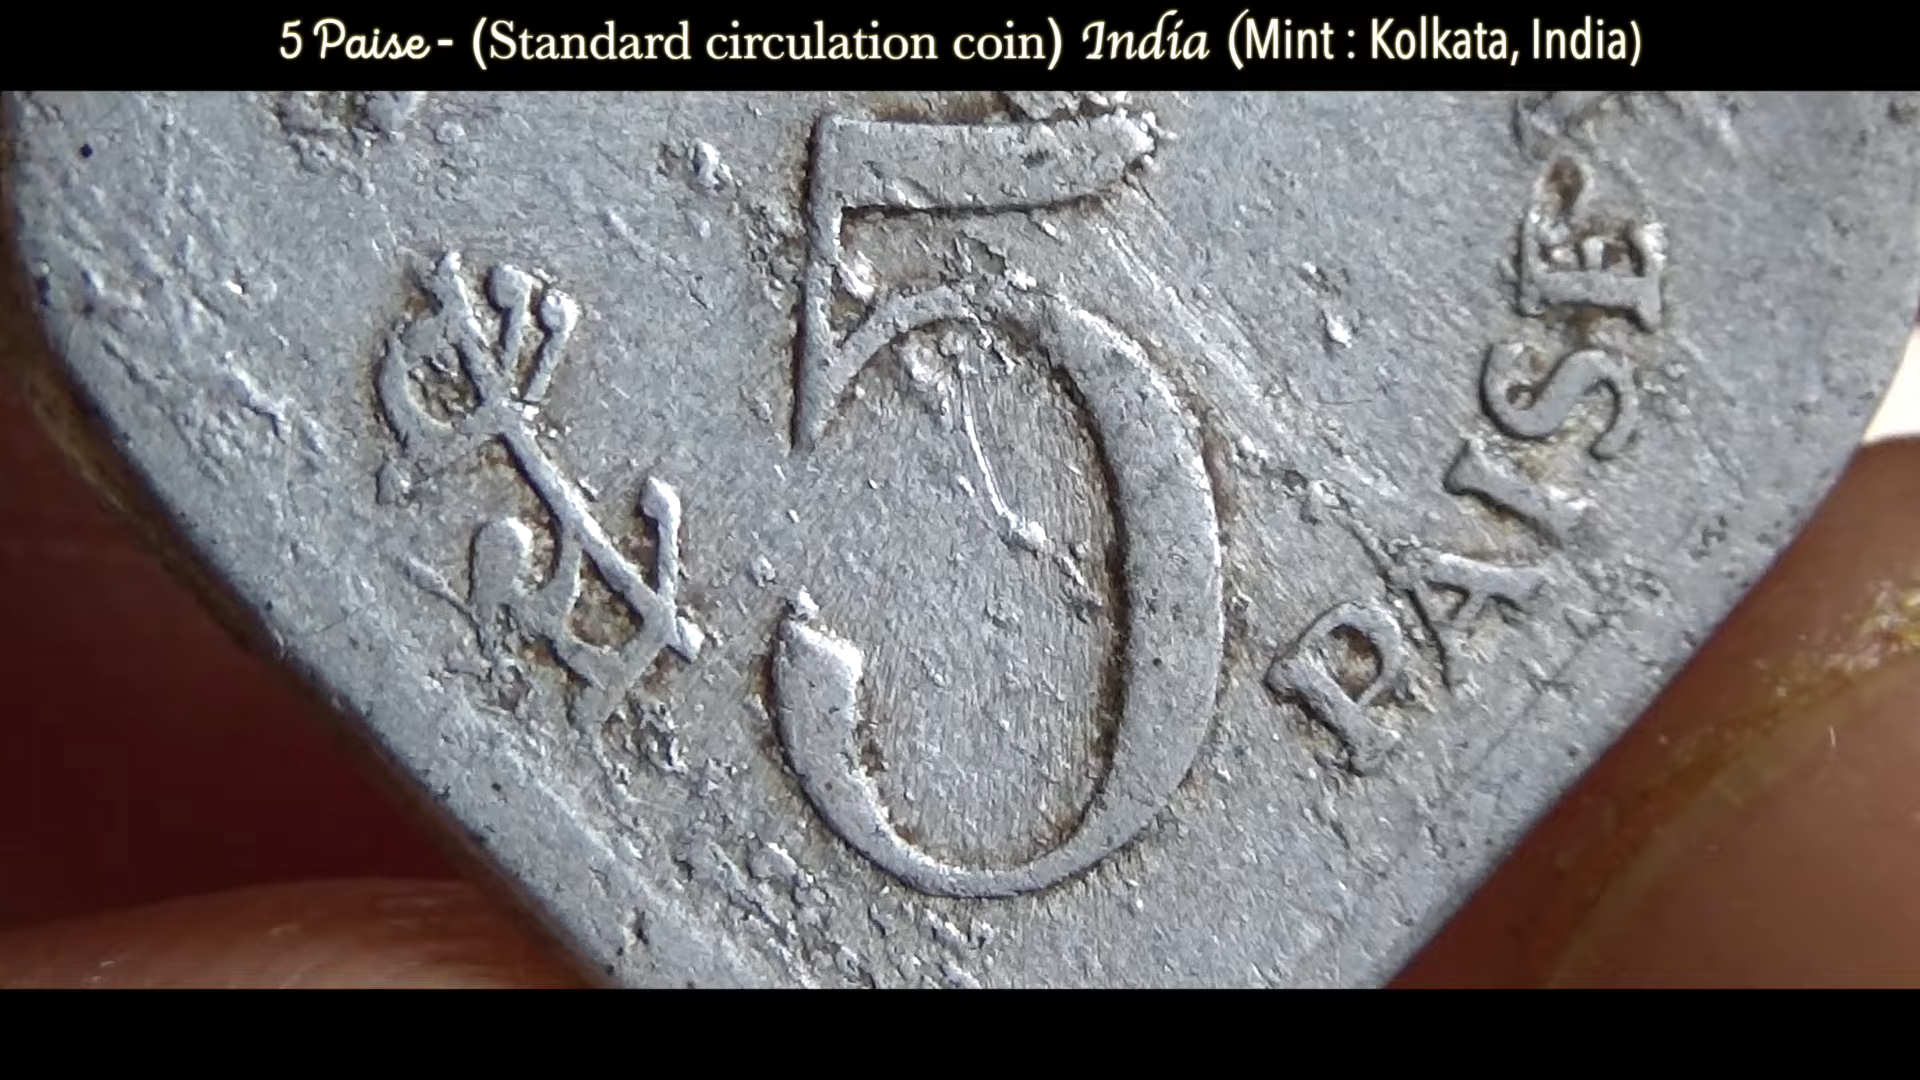 5 Paise - (Standard circulation coin) India (Mint : Kolkata, India)
पैसे
5
PAISE